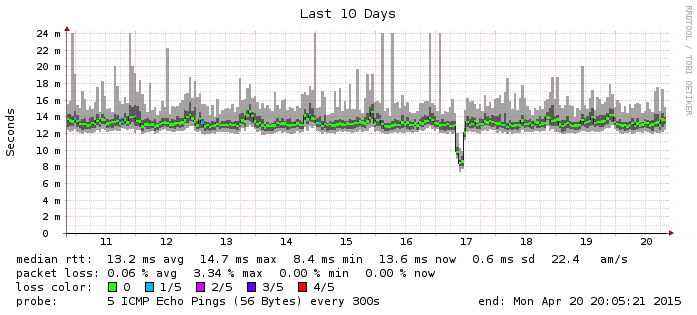 Last 10 Days
RRDTOOL / TOBI OETIKER
Seconds
24 m
22 m
20 m
18 m
16 m
14 m
12 m
10 m
8 m
6 m
4 m
2 m
0
11 12 13 14 15 16 17 18 19 20
median rtt: 13.2 ms avg 14.7 ms max 8.4 ms min 13.6 ms now 0.6 ms sd 22.4 am/s
packet loss: 0.06 % avg 3.34 % max 0.00 % min 0.00 % now
loss color: 0 1/5 2/5 3/5 4/5
probe: 5 ICMP Echo Pings (56 Bytes) every 300s end: Mon Apr 20 20:05:21 2015